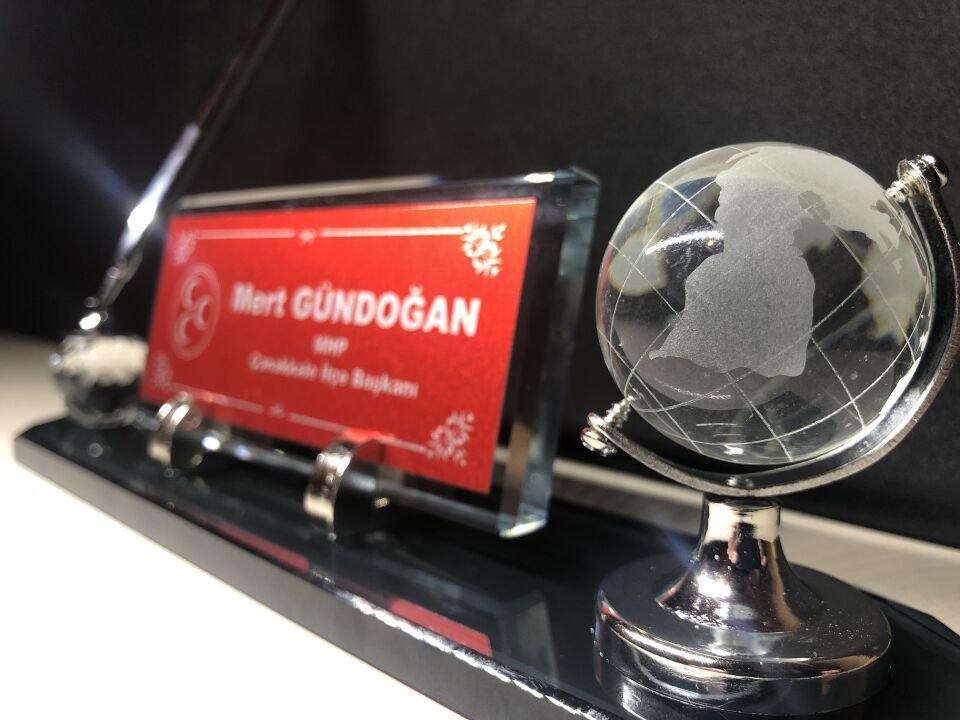 Mert GÜNDOĞAN
MHP
Çanakkale İlçe Başkanı